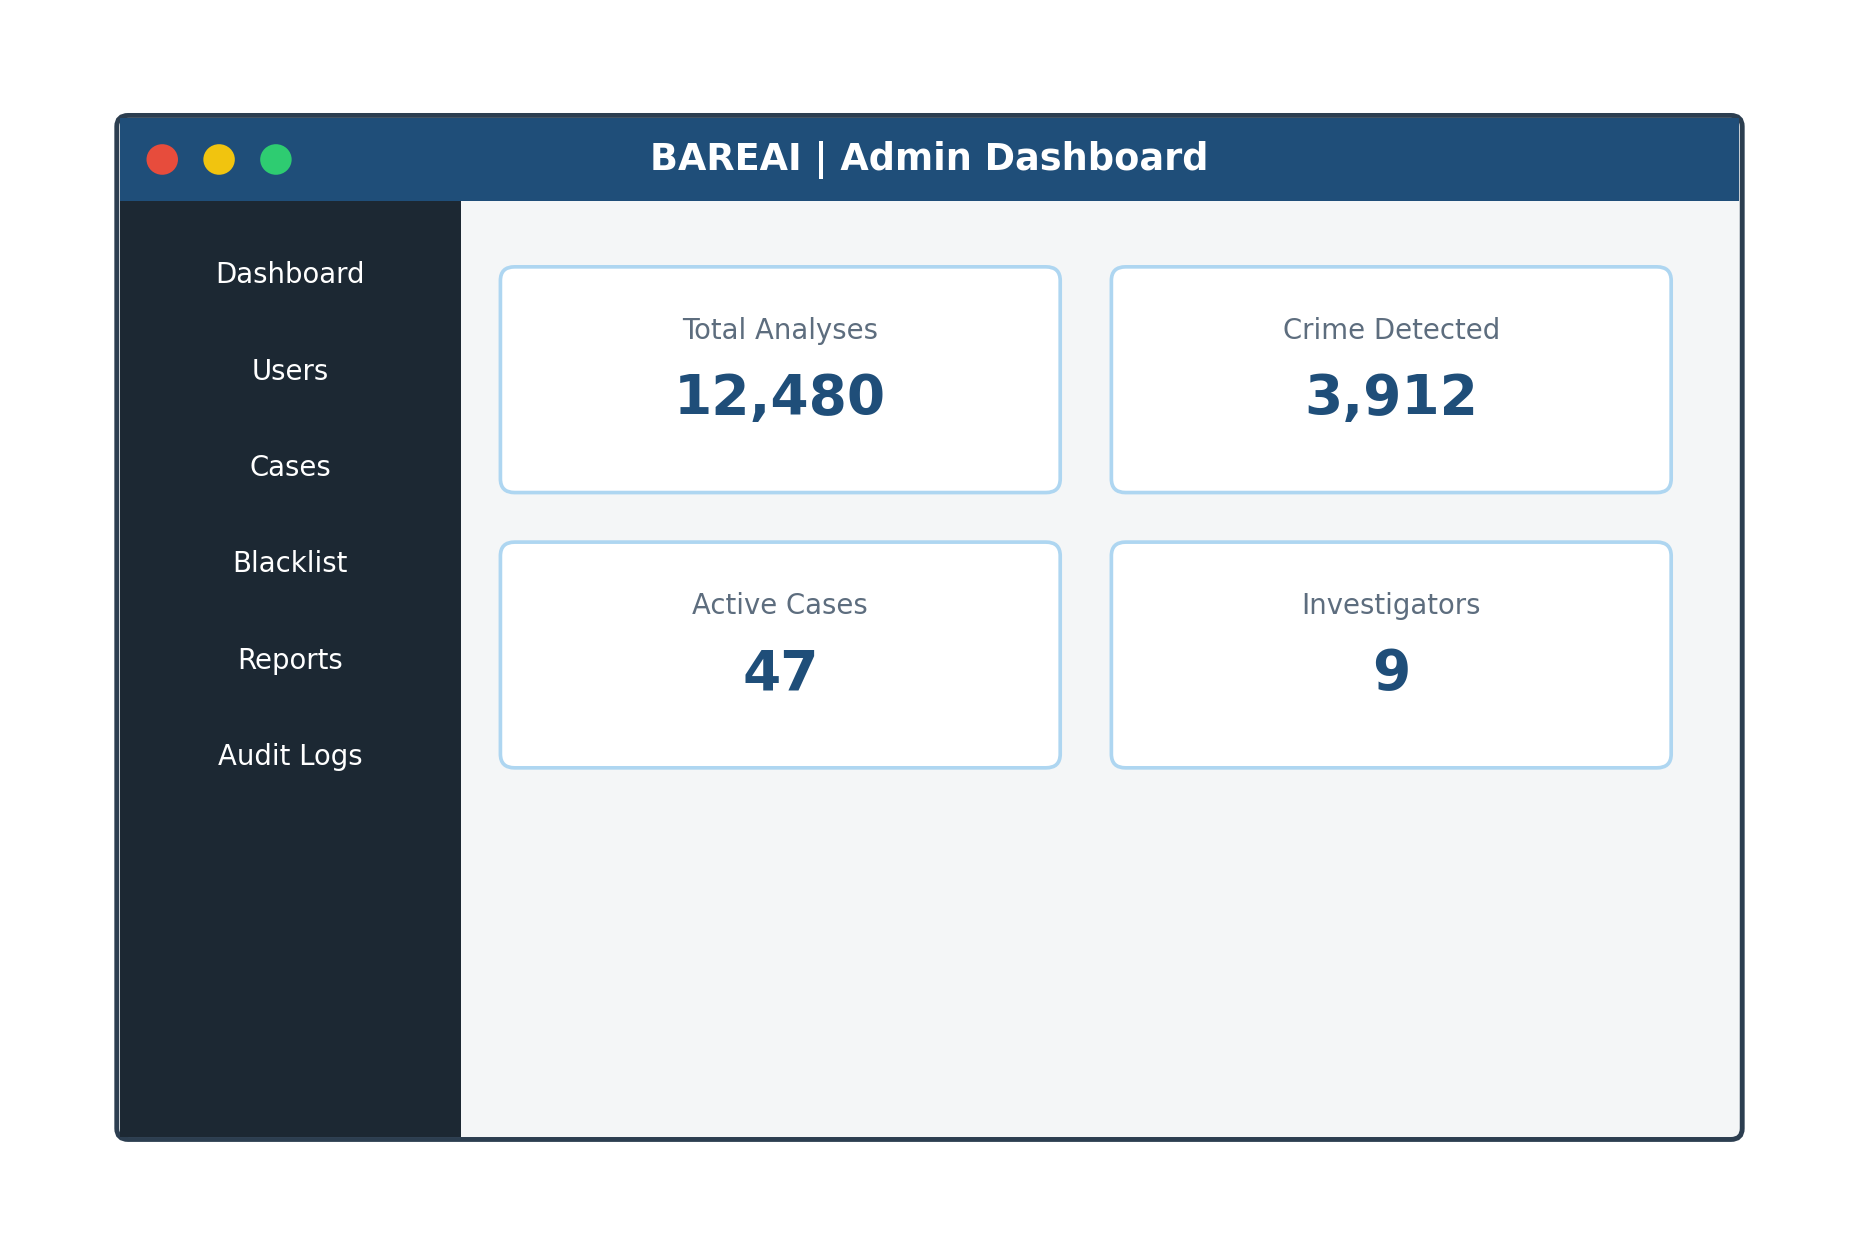 BAREAI | Admin Dashboard
Dashboard
Users
Cases
Blacklist
Reports
Audit Logs
Total Analyses
12,480
Crime Detected
3,912
Active Cases
47
Investigators
9